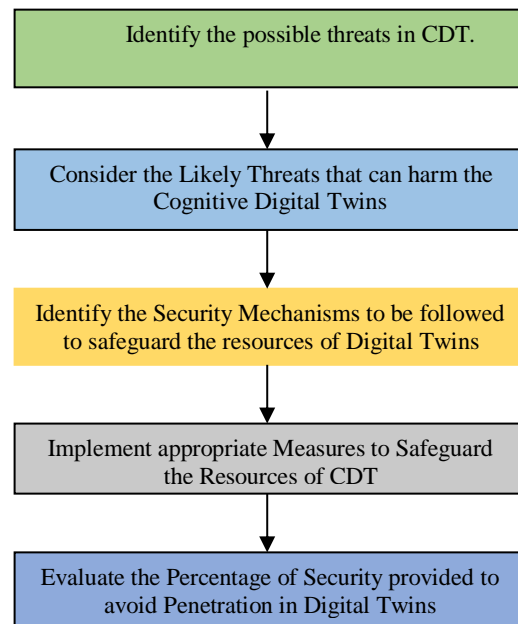 Identify the possible threats in CDT.
Consider the Likely Threats that can harm the
Cognitive Digital Twins
Identify the Security Mechanisms to be followed
to safeguard the resources of Digital Twins
Implement appropriate Measures to Safeguard
the Resources of CDT
Evaluate the Percentage of Security provided to
avoid Penetration in Digital Twins